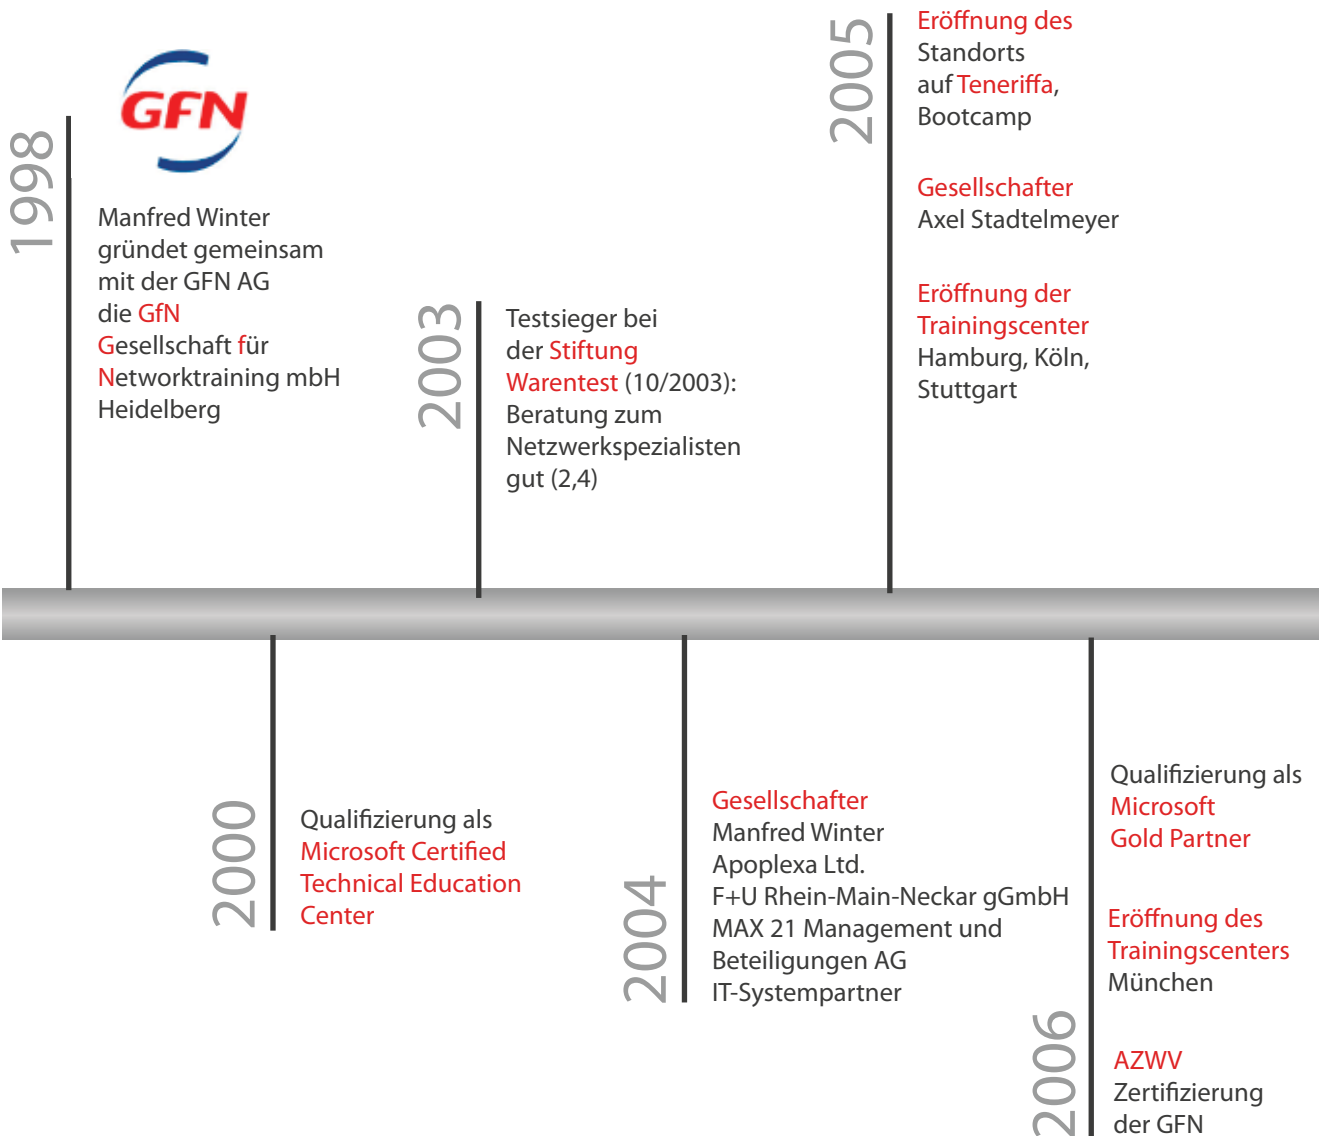 1998
GFN
Manfred Winter
gründet gemeinsam
mit der GFN AG
die GfN
Gesellschaft für
Networktraining mbH
Heidelberg
2000
Qualifizierung als
Microsoft Certified
Technical Education
Center
2003
Testsieger bei
der Stiftung
Warentest (10/2003):
Beratung zum
Netzwerkspezialisten
gut (2,4)
2004
Gesellschafter
Manfred Winter
Apoplexa Ltd.
F+U Rhein-Main-Neckar gGmbH
MAX 21 Management und
Beteiligungen AG
IT-Systempartner
2005
Eröffnung des
Standorts
auf Teneriffa,
Bootcamp
Gesellschafter
Axel Stadtelmeyer
Eröffnung der
Trainingscenter
Hamburg, Köln,
Stuttgart
2006
Qualifizierung als
Microsoft
Gold Partner
Eröffnung des
Trainingscenters
München
AZWV
Zertifizierung
der GFN